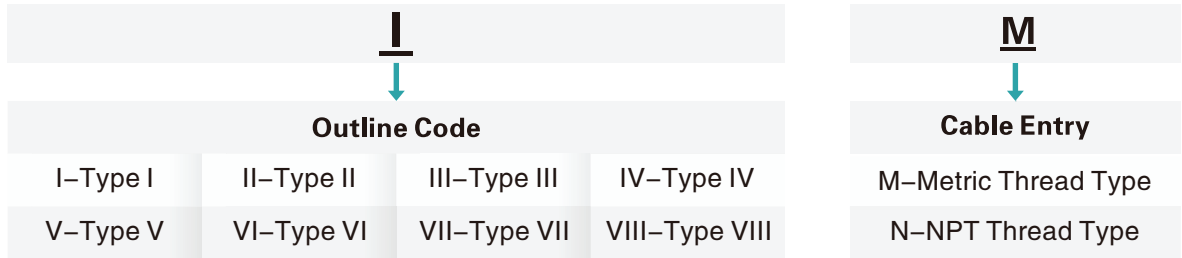 I M
Outline Code Cable Entry
I–Type I II–Type II III–Type III IV–Type IV M–Metric Thread Type
V–Type V VI–Type VI VII–Type VII VIII–Type VIII N–NPT Thread Type